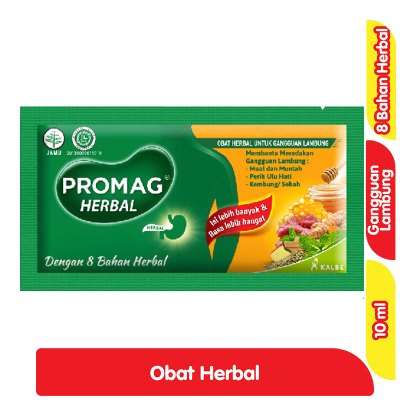 JAMU
OBAT HERBAL UNTUK GANGGUAN LAMBUNG
Membantu Meredakan
Gangguan Lambung :
- Mual dan Muntah
- Perih Ulu Hati
- Kembung/ Sebah
PROMAG®
HERBAL
HERBAL
Isi lebih banyak &
Rasa lebih hangat
Dengan 8 Bahan Herbal
KALBE
8 Bahan Herbal
Gangguan
Lambung
10 ml
Obat Herbal